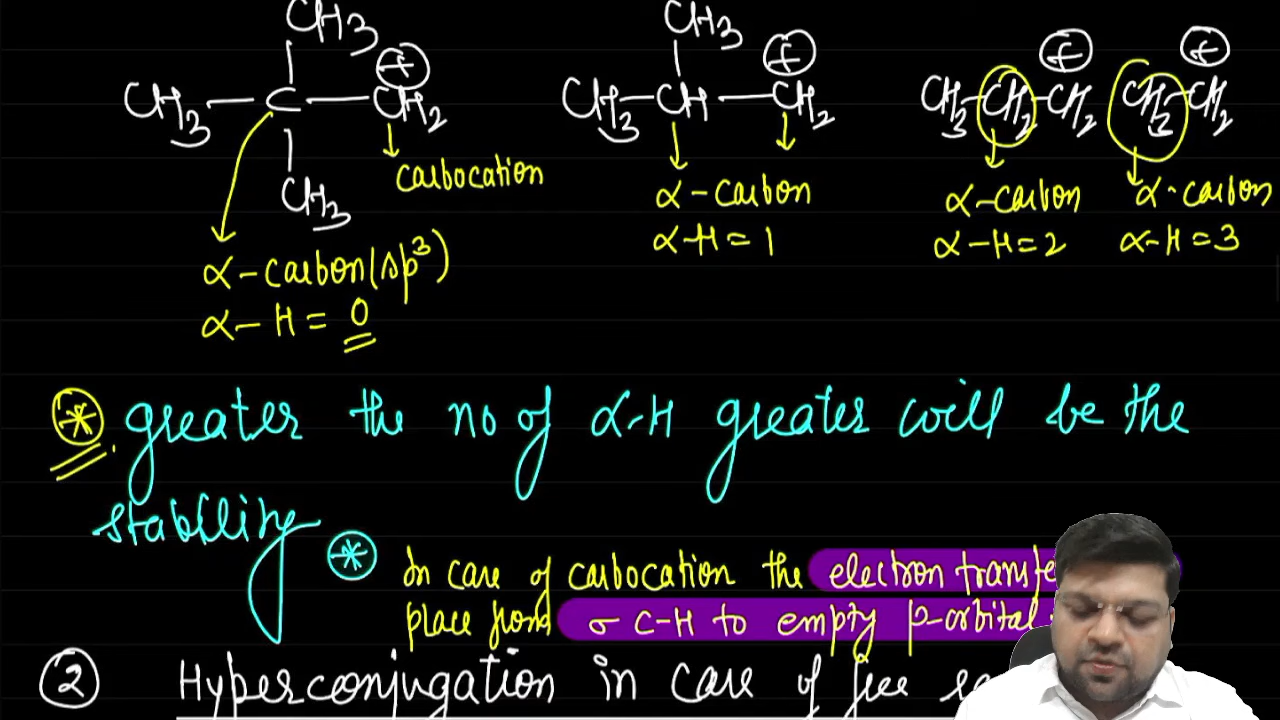 CH3 CH3
CH3-C-CH2 ⊕ CH3-CH-CH2 ⊕ CH3-CH2-CH2 ⊕ CH3-CH2 ⊕
CH3
carbocation
α-carbon(sp³)
α-H = 0
α-carbon
α-H = 1
α-carbon
α-H = 2
α-carbon
α-H = 3
* greater the no of α-H greater will be the
stability
* In case of carbocation the electron
place from σ C-H to empty p-orbital
② Hyperconjugation in case of free